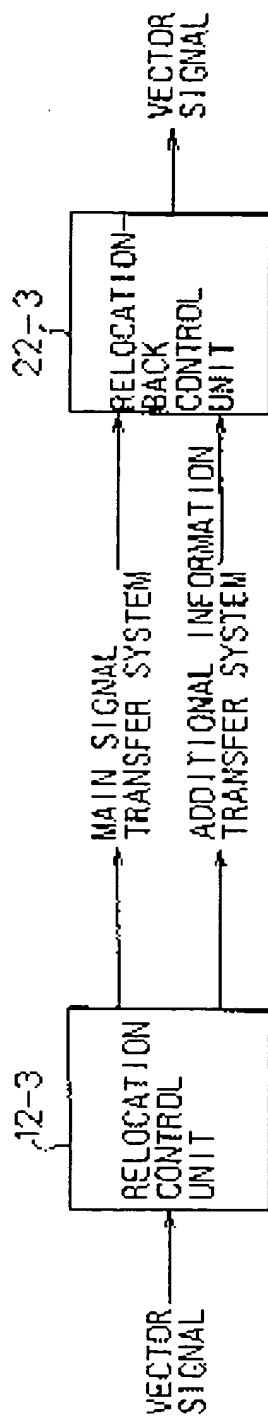 VECTOR
SIGNAL
12-3
RELOCATION
CONTROL
UNIT
MAIN SIGNAL
TRANSFER SYSTEM
ADDITIONAL INFORMATION
TRANSFER SYSTEM
22-3
RELOCATION-
BACK
CONTROL
UNIT
VECTOR
SIGNAL